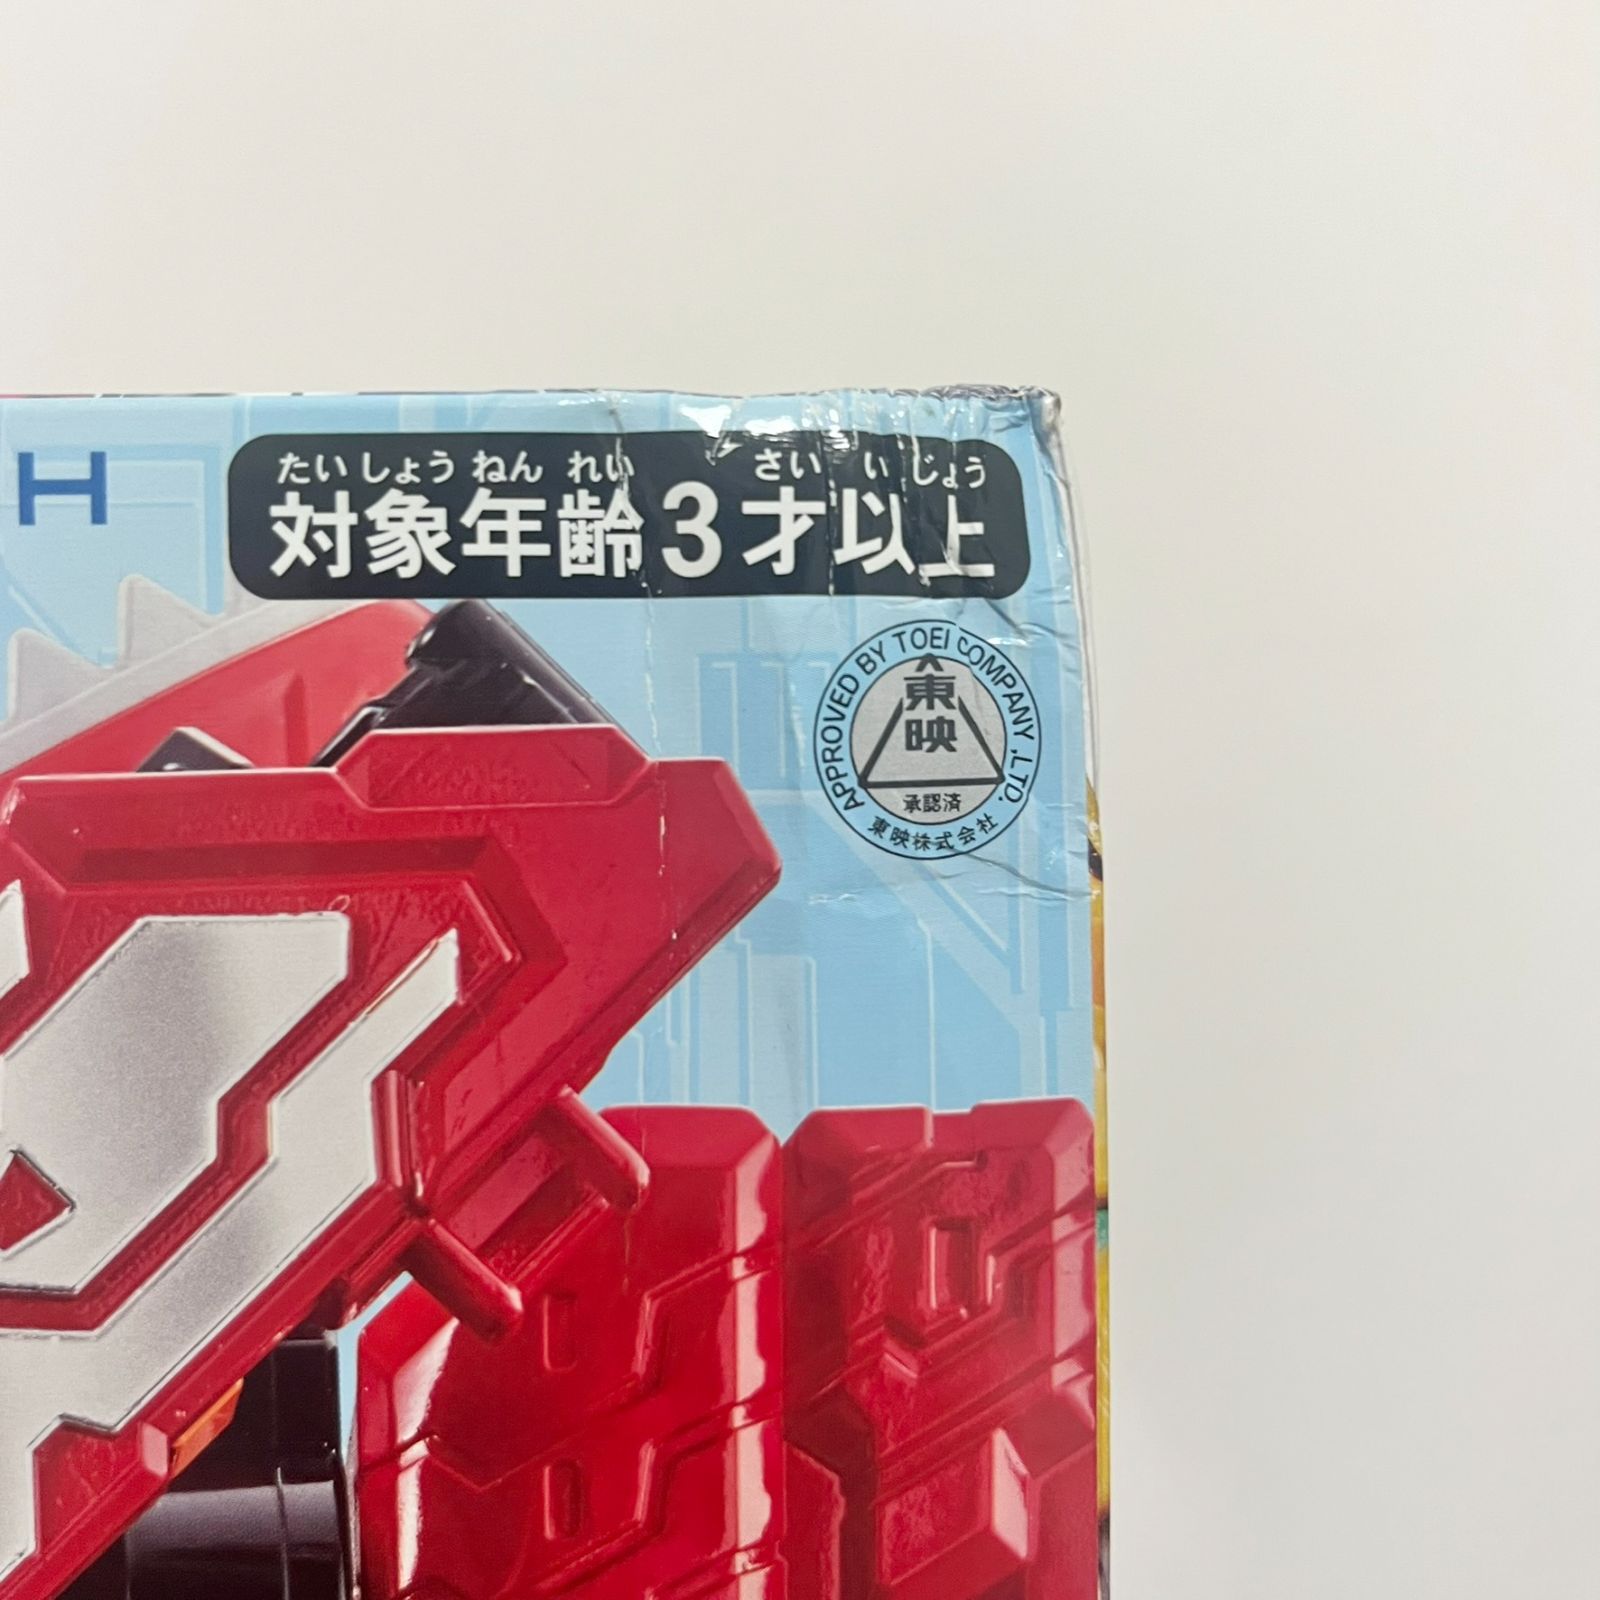 H
たいしょうねんれい さいいじょう
対象年齢3才以上
APPROVED BY TOEI COMPANY, LTD.
東映
承認済
東映株式会社